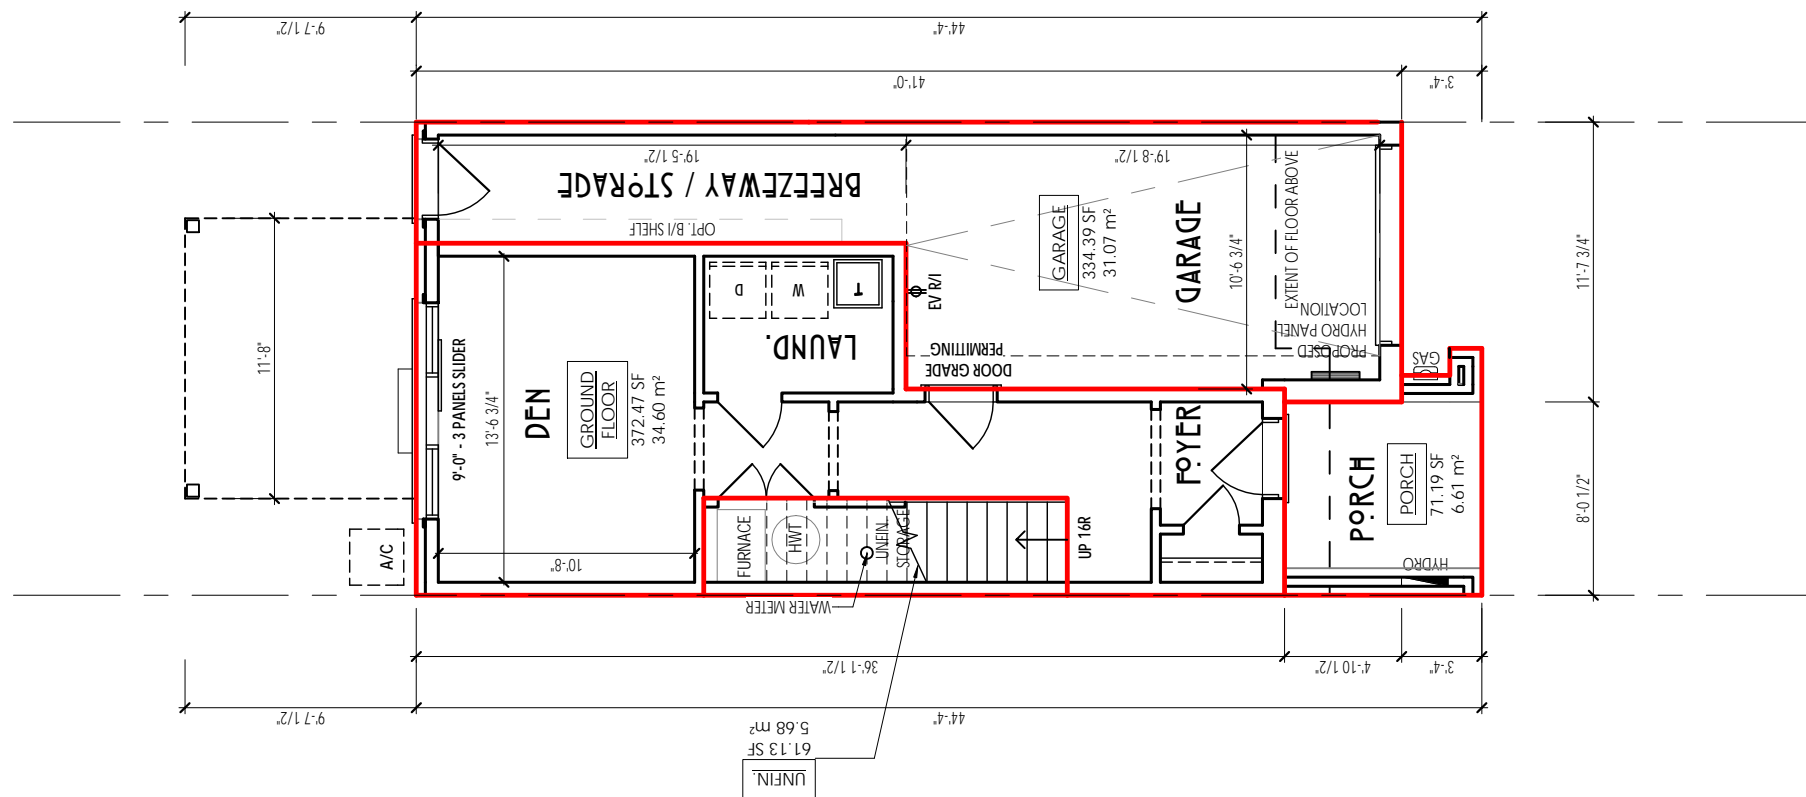 9'-7 1/2"
44'-4"
41'-0"
3'-4"
19'-5 1/2"
19'-8 1/2"
BREEZEWAY / STORAGE
OPT. B/I SHELF
GARAGE
334.39 SF
31.07 m²
GARAGE
10'-6 3/4"
EXTENT OF FLOOR ABOVE
PROPOSED
HYDRO PANEL
LOCATION
EV R/I
DOOR GRADE
PERMITTING
GAS
11'-7 3/4"
8'-0 1/2"
11'-8"
9'-0" - 3 PANELS SLIDER
13'-6 3/4"
DEN
GROUND
FLOOR
372.47 SF
34.60 m²
10'-8"
D
W
T
LAUND.
FOYER
PORCH
PORCH
71.19 SF
6.61 m²
HYDRO
A/C
FURNACE
HWT
UNFIN
STORAGE
UP 16R
WATER METER
36'-1 1/2"
4'-10 1/2"
3'-4"
9'-7 1/2"
44'-4"
UNFIN.
61.13 SF
5.68 m²